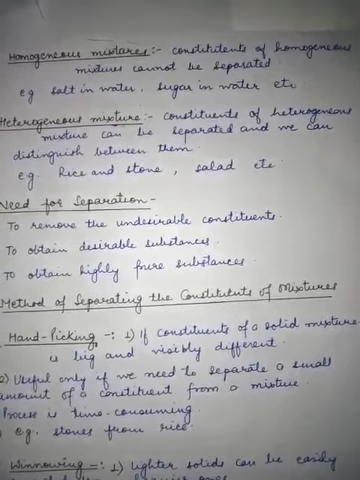 Homogeneous mixtures :- constitutents of homogeneous
mixtures cannot be separated
eg salt in water, sugar in water etc
Heterogeneous mixture :- constituents of heterogeneous
mixture can be separated and we can
distinguish between them.
e.g. Rice and stone, salad etc
Need for Separation -
To remove the undesirable constituents.
To obtain desirable substances.
To obtain highly pure substances.
Method of Separating the Constituents of Mixtures
Hand-Picking -: 1) If constituents of a solid mixture
is big and visibly different.
2) Useful only if we need to separate a small
amount of a constituent from a mixture.
Process is time-consuming.
e.g. stones from rice.
Winnowing -: 1) Lighter solids can be easily